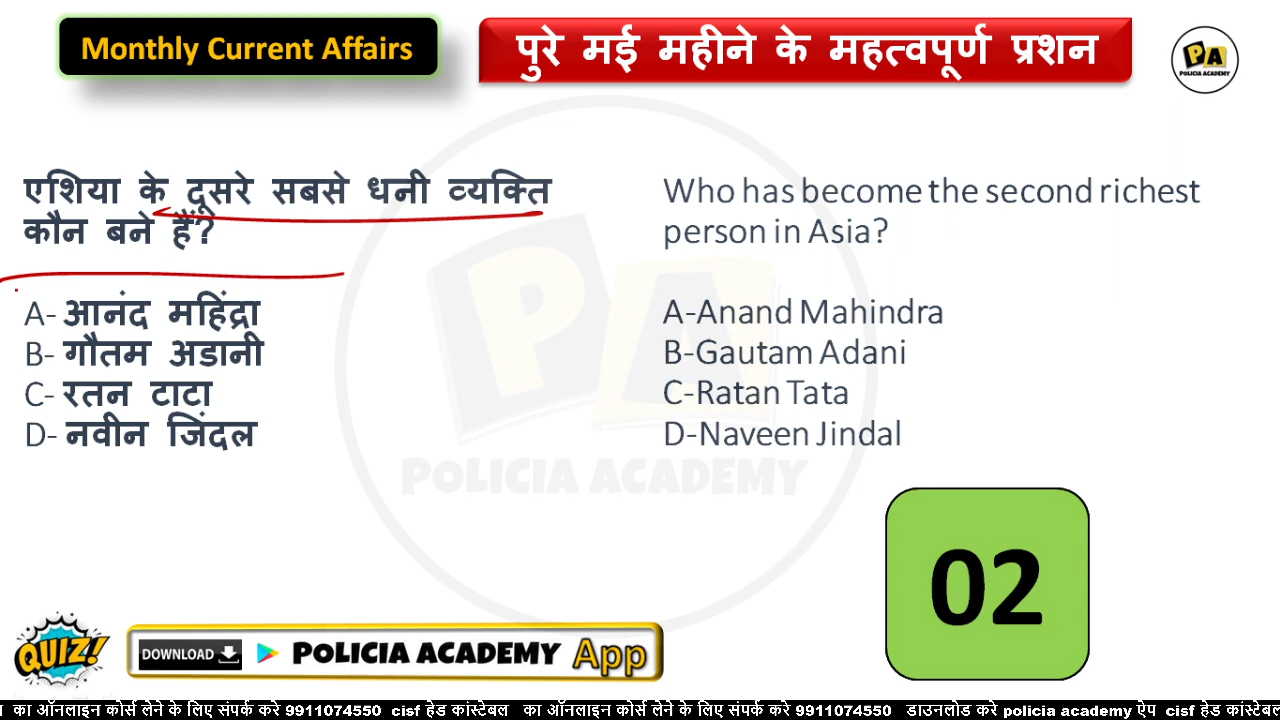 Monthly Current Affairs
पुरे मई महीने के महत्वपूर्ण प्रशन
PA
POLICIA ACADEMY
एशिया के दूसरे सबसे धनी व्यक्ति
कौन बने हैं?
A- आनंद महिंद्रा
B- गौतम अडानी
C- रतन टाटा
D- नवीन जिंदल
Who has become the second richest
person in Asia?
A-Anand Mahindra
B-Gautam Adani
C-Ratan Tata
D-Naveen Jindal
PA
POLICIA ACADEMY
02
QUIZ!
DOWNLOAD POLICIA ACADEMY App
का ऑनलाइन कोर्स लेने के लिए संपर्क करे 9911074550 cisf हेड कांस्टेबल का ऑनलाइन कोर्स लेने के लिए संपर्क करे 9911074550 डाउनलोड करे policia academy ऐप cisf हेड कांस्टेबल